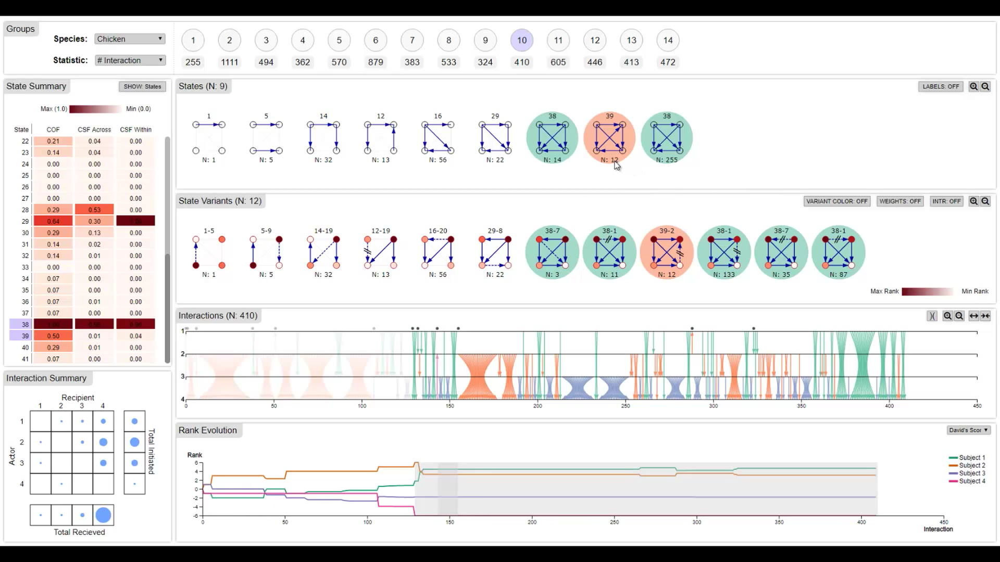 Groups
Species: Chicken
Statistic: # Interaction
1 2 3 4 5 6 7 8 9 10 11 12 13 14
255 1111 494 362 570 879 383 533 324 410 605 446 413 472
State Summary
SHOW: States
Max (1.0) Min (0.0)
State COF CSF Across CSF Within
22 0.21 0.04 0.00
23 0.14 0.04 0.00
24 0.00 0.00 0.00
25 0.00 0.00 0.00
26 0.00 0.00 0.00
27 0.00 0.00 0.00
28 0.29 0.53 0.00
29 0.64 0.30
30 0.29 0.13 0.00
31 0.14 0.02 0.00
32 0.14 0.01 0.00
33 0.00 0.00 0.00
34 0.07 0.00 0.00
35 0.07 0.00 0.00
36 0.07 0.01 0.00
37 0.07 0.00 0.00
38
39 0.50 0.01 0.04
40 0.29 0.01 0.00
41 0.07 0.00 0.00
Interaction Summary
Recipient
1 2 3 4
Actor
1
2
3
4
Total Initiated
Total Recieved
States (N: 9)
LABELS: OFF
1 5 14 12 16 29 38 39 38
N: 1 N: 5 N: 32 N: 13 N: 56 N: 22 N: 14 N: 12 N: 255
State Variants (N: 12)
VARIANT COLOR: OFF WEIGHTS: OFF INTR: OFF
1-5 5-9 14-19 12-19 16-20 29-8 38-7 38-1 39-2 38-1 38-7 38-1
N: 1 N: 5 N: 32 N: 13 N: 56 N: 22 N: 3 N: 11 N: 12 N: 133 N: 35 N: 87
Max Rank Min Rank
Interactions (N: 410)
1
2
3
4
0 50 100 150 200 250 300 350 400 450
Rank Evolution
David's Scor
Rank
6
4
2
0
-2
-4
-6
0 50 100 150 200 250 300 350 400 450
Interaction
Subject 1
Subject 2
Subject 3
Subject 4